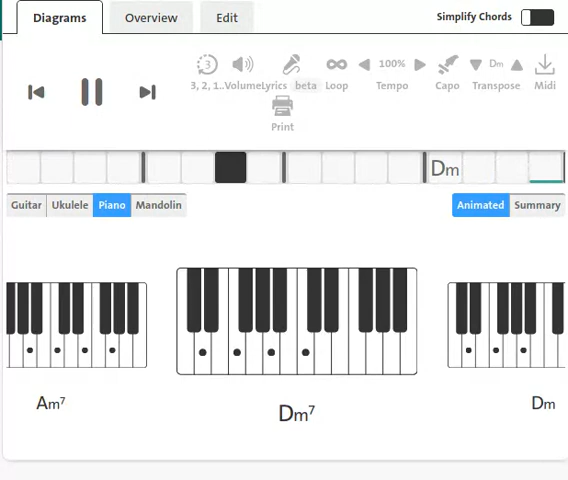 Diagrams Overview Edit Simplify Chords
3 100% Dm
3, 2, 1.. Volume Lyrics beta Loop Tempo Capo Transpose Midi
Print
Dm
Guitar Ukulele Piano Mandolin Animated Summary
Am⁷ Dm⁷ Dm